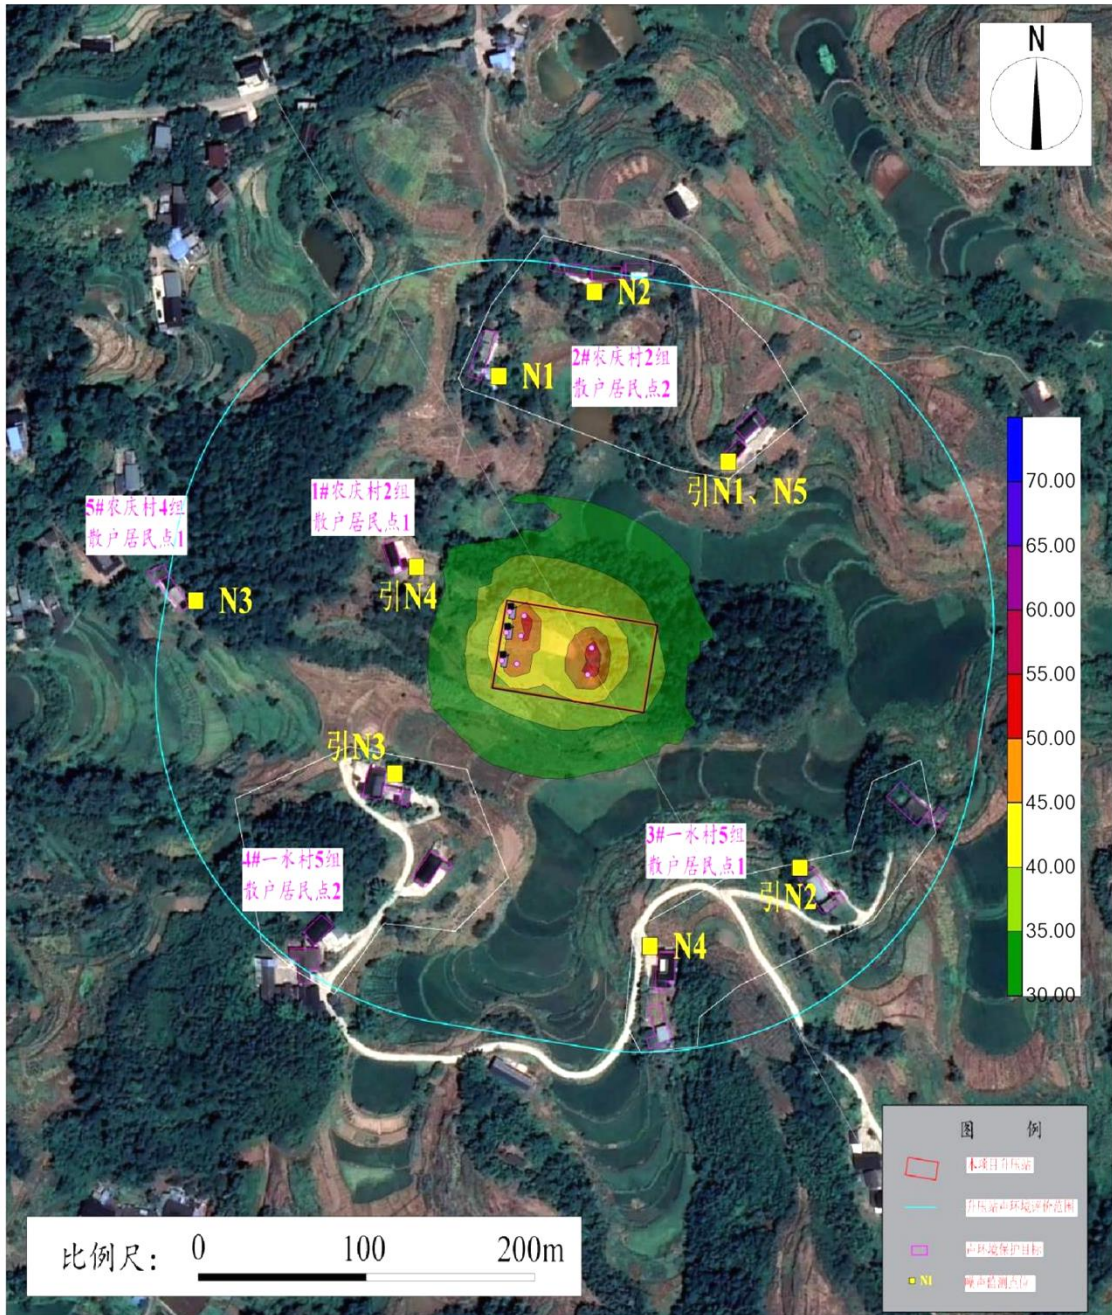 N
N2
N1
2#农庆村2组
散户居民点2
引N1、N5
1#农庆村2组
散户居民点1
引N4
5#农庆村4组
散户居民点1
N3
70.00
65.00
60.00
55.00
50.00
45.00
40.00
35.00
30.00
引N3
4#一水村5组
散户居民点2
3#一水村5组
散户居民点1
引N2
N4
图 例
本项目升压站
升压站声环境评价范围
声环境保护目标
N1
噪声监测点位
比例尺:
0 100 200m